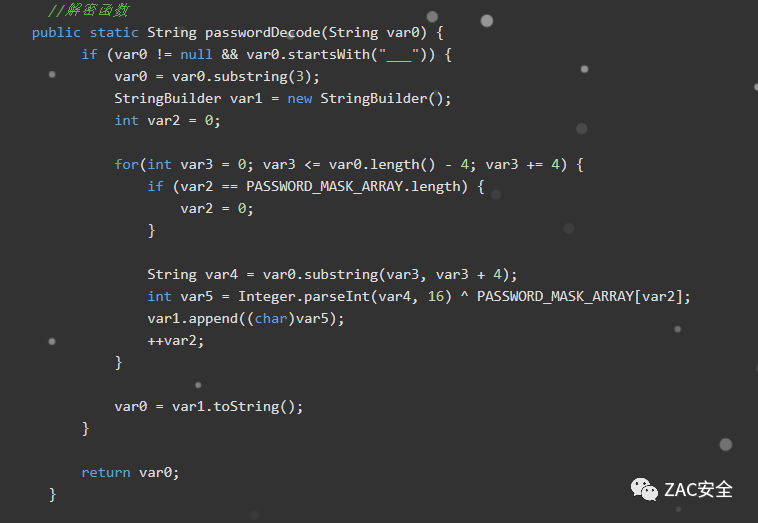 //解密函数
public static String passwordDecode(String var0) {
if (var0 != null && var0.startsWith("___")) {
var0 = var0.substring(3);
StringBuilder var1 = new StringBuilder();
int var2 = 0;
for(int var3 = 0; var3 <= var0.length() - 4; var3 += 4) {
if (var2 == PASSWORD_MASK_ARRAY.length) {
var2 = 0;
}
String var4 = var0.substring(var3, var3 + 4);
int var5 = Integer.parseInt(var4, 16) ^ PASSWORD_MASK_ARRAY[var2];
var1.append((char)var5);
++var2;
}
var0 = var1.toString();
}
return var0;
}
ZAC安全